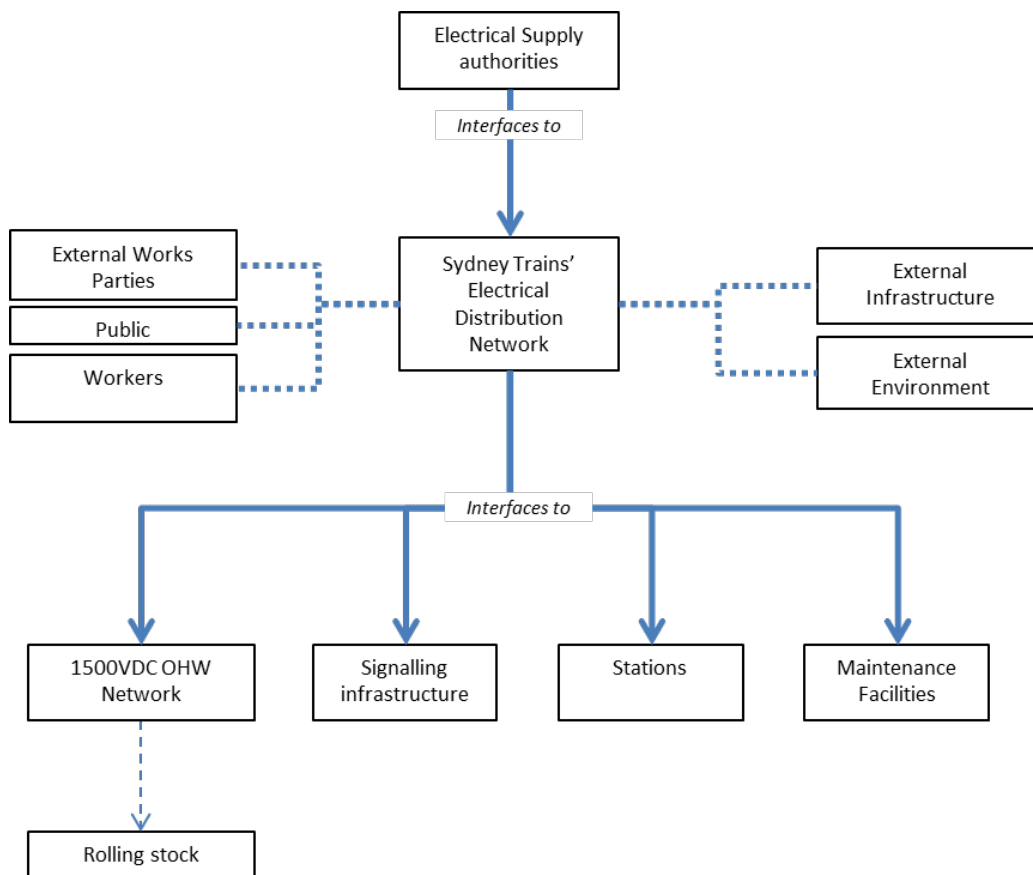 Electrical Supply
authorities
Interfaces to
External Works
Parties
Public
Workers
Sydney Trains’
Electrical
Distribution
Network
External
Infrastructure
External
Environment
Interfaces to
1500VDC OHW
Network
Signalling
infrastructure
Stations
Maintenance
Facilities
Rolling stock